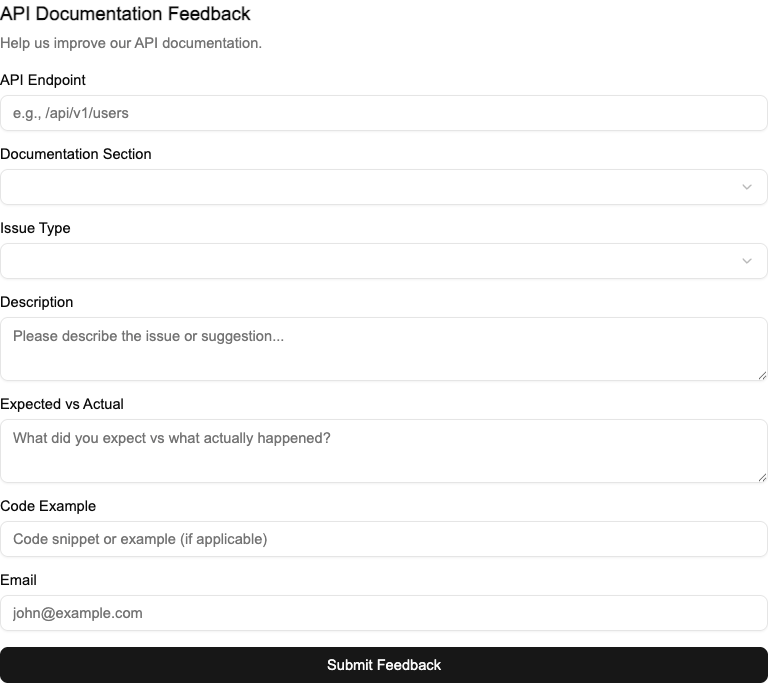 API Documentation Feedback
Help us improve our API documentation.
API Endpoint
e.g., /api/v1/users
Documentation Section
Issue Type
Description
Please describe the issue or suggestion...
Expected vs Actual
What did you expect vs what actually happened?
Code Example
Code snippet or example (if applicable)
Email
john@example.com
Submit Feedback